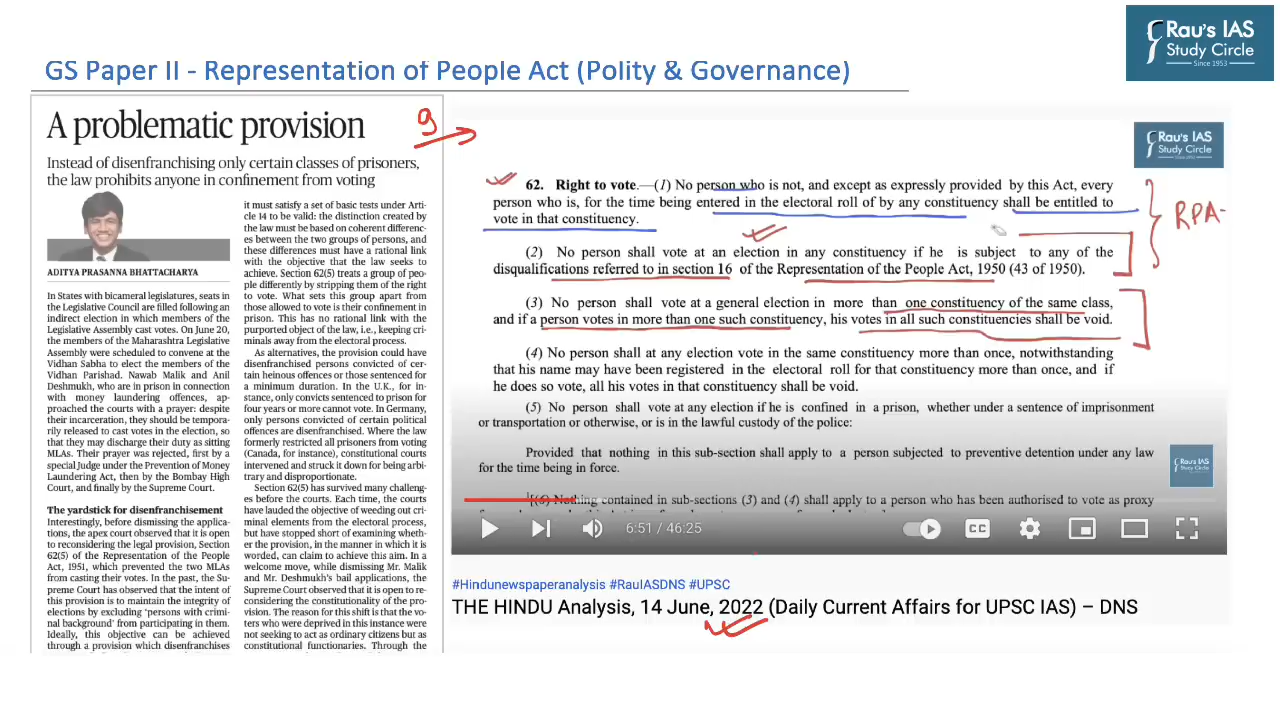 Rau's IAS
Study Circle
Since 1953
GS Paper II - Representation of People Act (Polity & Governance)
A problematic provision
Instead of disenfranchising only certain classes of prisoners,
the law prohibits anyone in confinement from voting
ADITYA PRASANNA BHATTACHARYA
In States with bicameral legislatures, seats in
the Legislative Council are filled following an
indirect election in which members of the
Legislative Assembly cast votes. On June 20,
the members of the Maharashtra Legislative
Assembly were scheduled to convene at the
Vidhan Sabha to elect the members of the
Vidhan Parishad. Nawab Malik and Anil
Deshmukh, who are in prison in connection
with money laundering offences, ap-
proached the courts with a prayer: despite
their incarceration, they should be tempora-
rily released to cast votes in the election, so
that they may discharge their duty as sitting
MLAs. Their prayer was rejected, first by a
special Judge under the Prevention of Money
Laundering Act, then by the Bombay High
Court, and finally by the Supreme Court.
The yardstick for disenfranchisement
Interestingly, before dismissing the applica-
tions, the apex court observed that it is open
to reconsidering the legal provision, Section
62(5) of the Representation of the People
Act, 1951, which prevented the two MLAs
from casting their votes. In the past, the Su-
preme Court has observed that the intent of
this provision is to maintain the integrity of
elections by excluding 'persons with crimi-
nal background' from participating in them.
Ideally, this objective can be achieved
through a provision which disenfranchises
it must satisfy a set of basic tests under Arti-
cle 14 to be valid: the distinction created by
the law must be based on coherent differenc-
es between the two groups of persons, and
these differences must have a rational link
with the objective that the law seeks to
achieve. Section 62(5) treats a group of peo-
ple differently by stripping them of the right
to vote. What sets this group apart from
those allowed to vote is their confinement in
prison. This has no rational link with the
purported object of the law, i.e., keeping cri-
minals away from the electoral process.
As alternatives, the provision could have
disenfranchised persons convicted of cer-
tain heinous offences or those sentenced for
a minimum duration. In the U.K., for in-
stance, only convicts sentenced to prison for
four years or more cannot vote. In Germany,
only persons convicted of certain political
offences are disenfranchised. Where the law
formerly restricted all prisoners from voting
(Canada, for instance), constitutional courts
intervened and struck it down for being arbi-
trary and disproportionate.
Section 62(5) has survived many challeng-
es before the courts. Each time, the courts
have lauded the objective of weeding out cri-
minal elements from the electoral process,
but have stopped short of examining wheth-
er the provision, in the manner in which it is
worded, can claim to achieve this aim. In a
welcome move, while dismissing Mr. Malik
and Mr. Deshmukh's bail applications, the
Supreme Court observed that it is open to re-
considering the constitutionality of the pro-
vision. The reason for this shift is that the vo-
ters who were deprived in this instance were
not seeking to act as ordinary citizens but as
constitutional functionaries. Through the
9
Rau's IAS
Study Circle
62. Right to vote.—(1) No person who is not, and except as expressly provided by this Act, every
person who is, for the time being entered in the electoral roll of by any constituency shall be entitled to
vote in that constituency.
RPA-
(2) No person shall vote at an election in any constituency if he is subject to any of the
disqualifications referred to in section 16 of the Representation of the People Act, 1950 (43 of 1950).
(3) No person shall vote at a general election in more than one constituency of the same class,
and if a person votes in more than one such constituency, his votes in all such constituencies shall be void.
(4) No person shall at any election vote in the same constituency more than once, notwithstanding
that his name may have been registered in the electoral roll for that constituency more than once, and if
he does so vote, all his votes in that constituency shall be void.
(5) No person shall vote at any election if he is confined in a prison, whether under a sentence of imprisonment
or transportation or otherwise, or is in the lawful custody of the police:
Provided that nothing in this sub-section shall apply to a person subjected to preventive detention under any law
for the time being in force.
Rau's IAS
Study Circle
1[(6) Nothing contained in sub-sections (3) and (4) shall apply to a person who has been authorised to vote as proxy
6:51 / 46:25
CC
#Hindunewspaperanalysis #RauIASDNS #UPSC
THE HINDU Analysis, 14 June, 2022 (Daily Current Affairs for UPSC IAS) – DNS